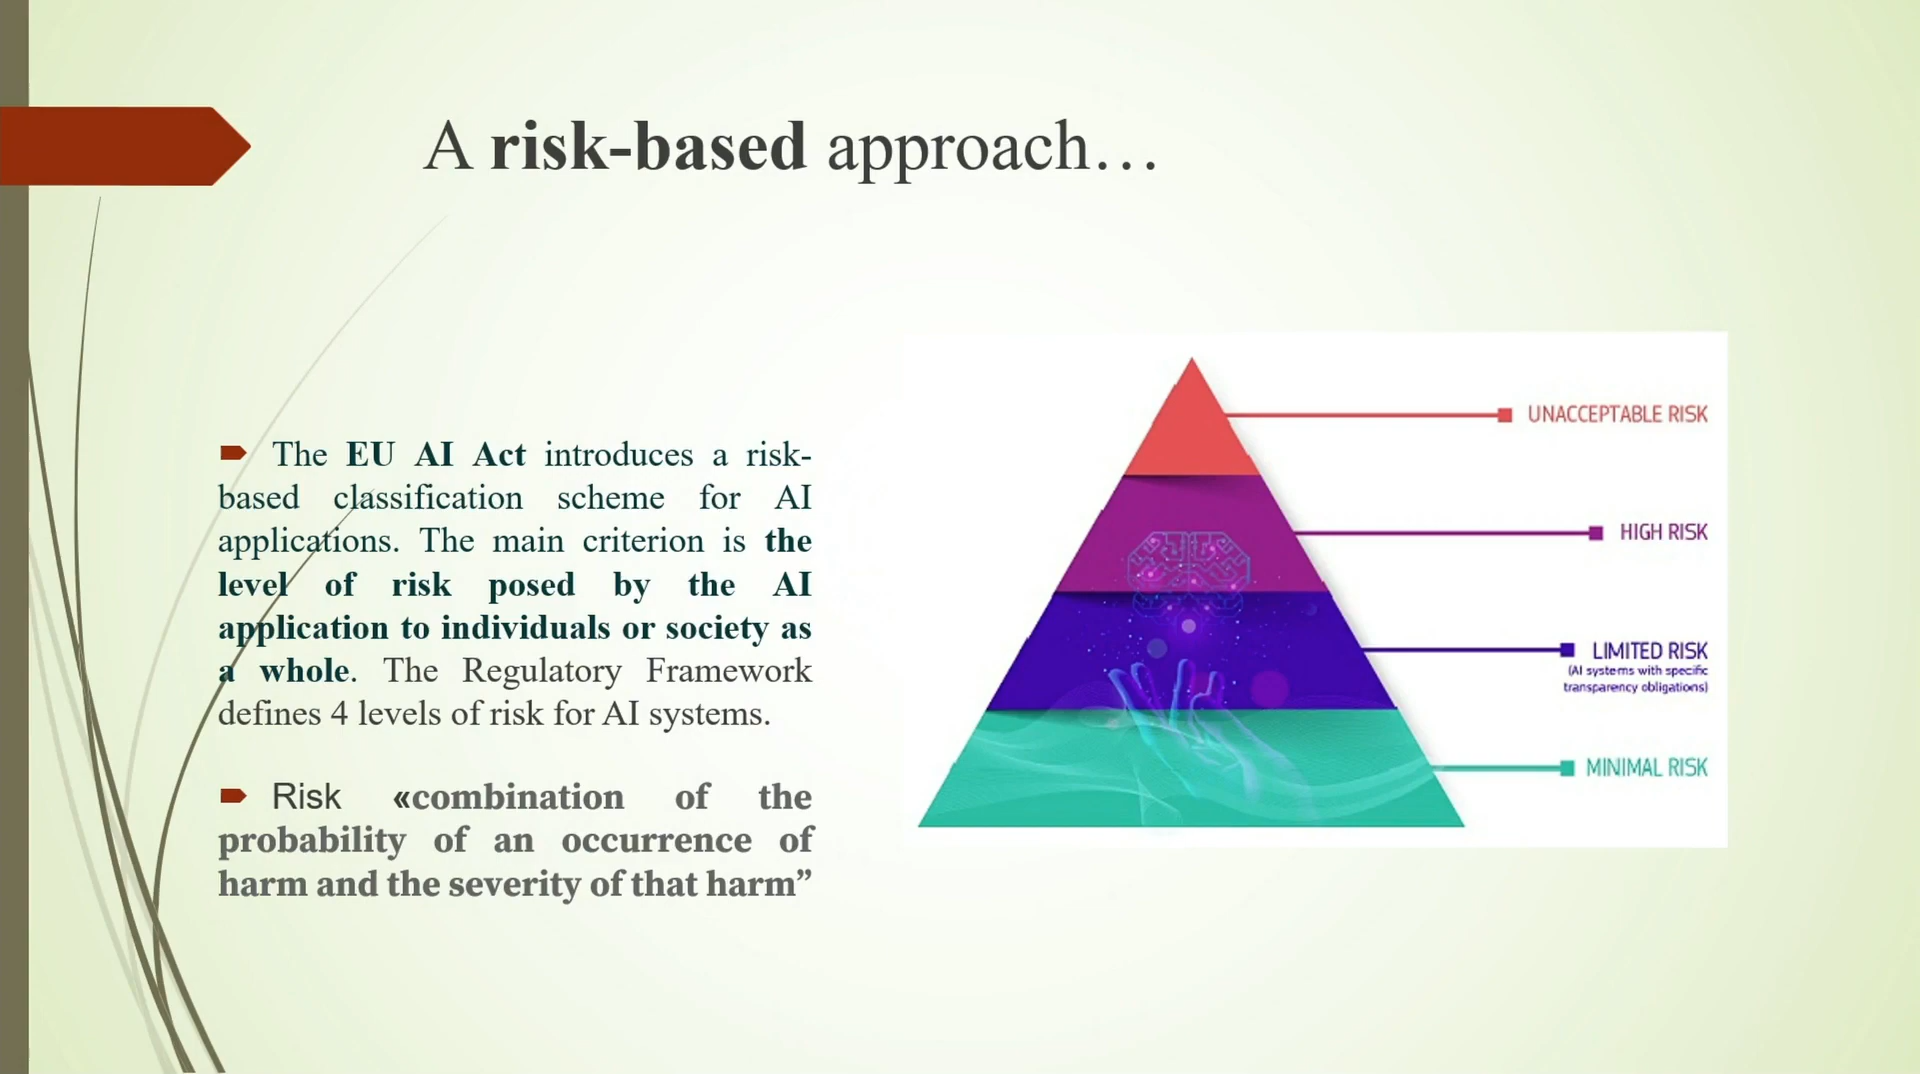 A risk-based approach…
The EU AI Act introduces a risk-
based classification scheme for AI
applications. The main criterion is the
level of risk posed by the AI
application to individuals or society as
a whole. The Regulatory Framework
defines 4 levels of risk for AI systems.
Risk «combination of the
probability of an occurrence of
harm and the severity of that harm”
UNACCEPTABLE RISK
HIGH RISK
LIMITED RISK
(AI systems with specific
transparency obligations)
MINIMAL RISK